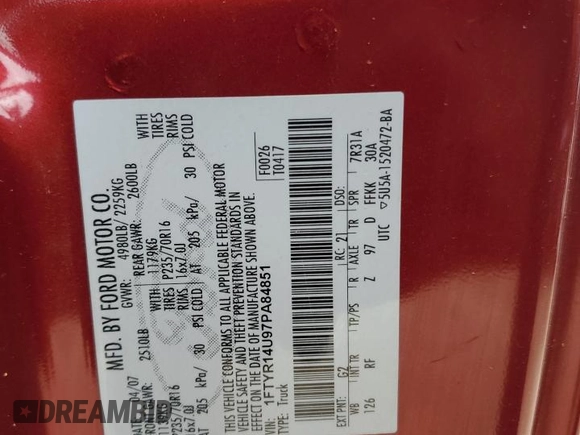 MFD. BY FORD MOTOR CO.
04/07
GVWR: 4980LB/ 2259KG
GAWR: 2510LB
REAR GAWR: 2600LB
1179KG WITH
P235/70R16 TIRES
16x7.0J RIMS
AT 205 kPa/ 30 PSI COLD
WITH
P235/70R16 TIRES
16x7.0J RIMS
AT 205 kPa/ 30 PSI COLD
THIS VEHICLE CONFORMS TO ALL APPLICABLE FEDERAL MOTOR
VEHICLE SAFETY AND THEFT PREVENTION STANDARDS IN
EFFECT ON THE DATE OF MANUFACTURE SHOWN ABOVE.
1FTYR14U97PA84851
Truck
TYPE:
F0026
T0417
EXT PNT: G2 RC: 21 DSO:
WB INT TR TP/PS R AXLE TR SPR 7R31A
126 RF Z 97 D FFKK 30A
UTC ▽5U5A-1520472-BA
DREAMBID